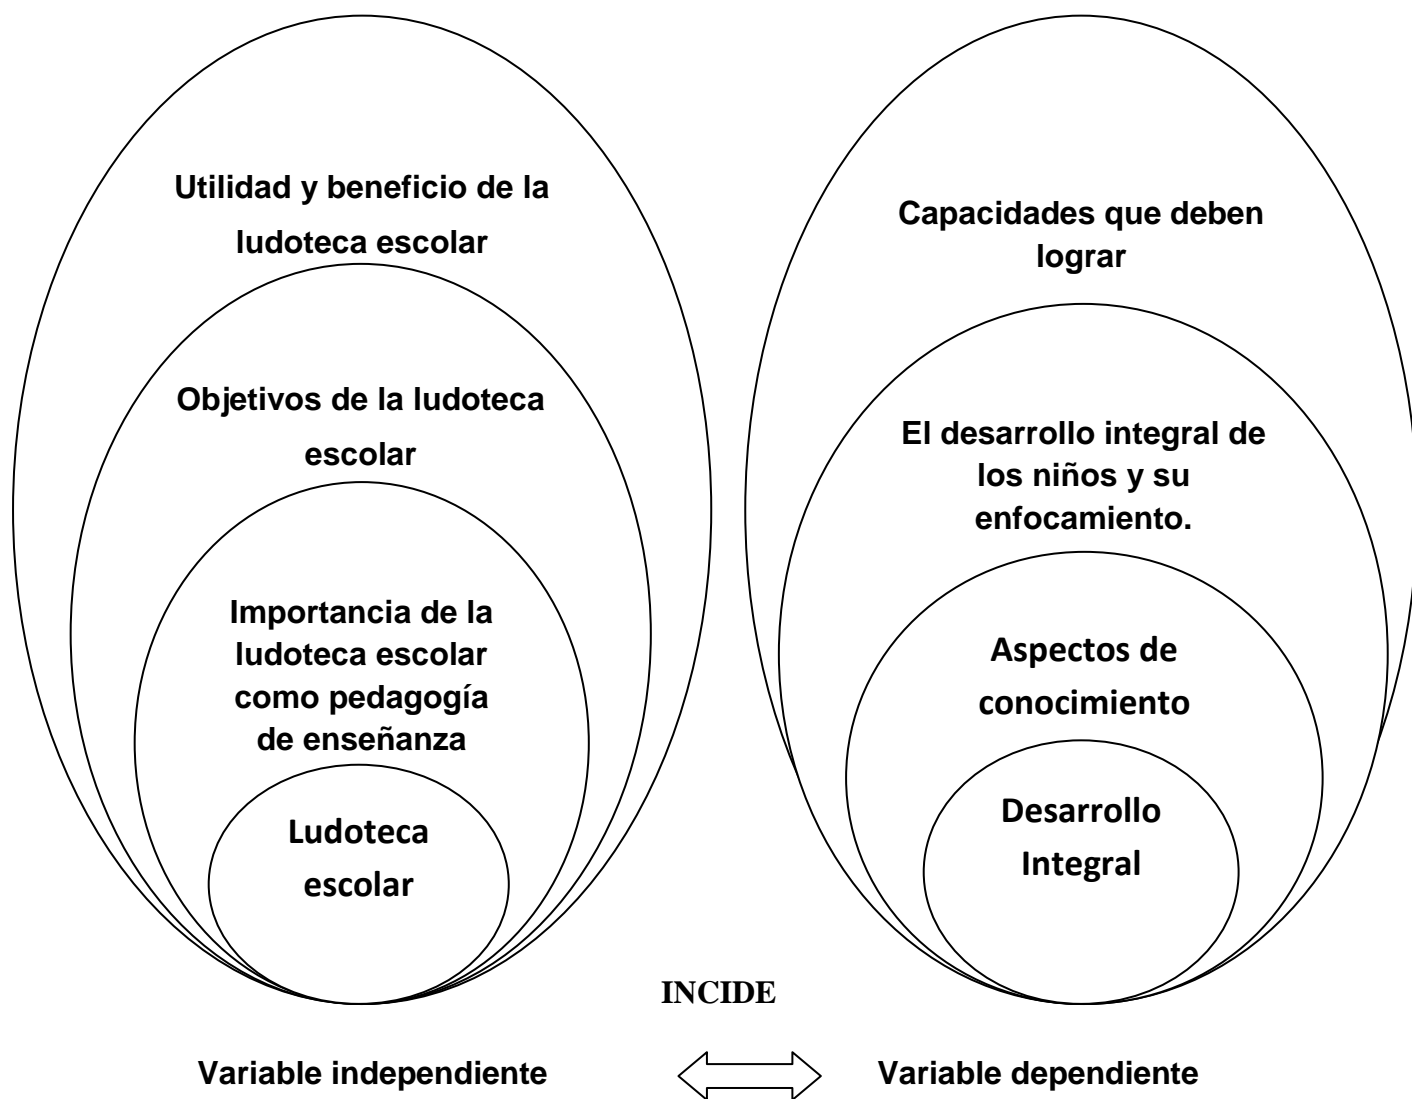 Utilidad y beneficio de la
ludoteca escolar
Objetivos de la ludoteca
escolar
Importancia de la
ludoteca escolar
como pedagogía
de enseñanza
Ludoteca
escolar
Capacidades que deben
lograr
El desarrollo integral de
los niños y su
enfocamiento.
Aspectos de
conocimiento
Desarrollo
Integral
INCIDE
Variable independiente
Variable dependiente